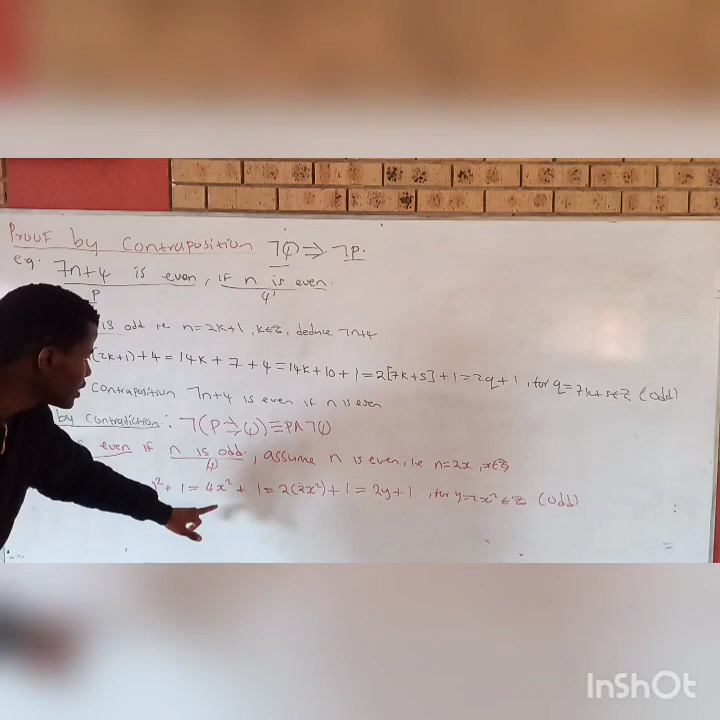 Proof by Contraposition ¬φ ⇒ ¬P.
eg. 7n+4 is even, if n is even.
P φ
is odd i.e n=2k+1, k∈ℤ, deduce 7n+4
(2k+1)+4 = 14k+7+4 = 14k+10+1 = 2[7k+5]+1 = 2q+1, for q=7k+5∈ℤ (odd)
Contraposition 7n+4 is even if n is even
by Contradiction: ¬(P⇒φ) ≡ P∧¬φ
even if n is odd, assume n is even, i.e n=2x, x∈ℤ
φ
²+1 = 4x²+1 = 2(2x²)+1 = 2y+1, for y=2x²∈ℤ (odd)
InShOt